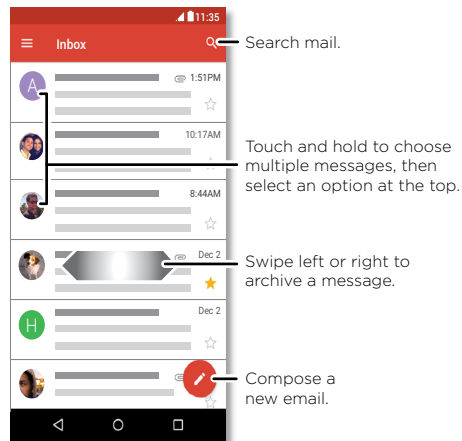 11:35
Inbox
Search mail.
A
1:51PM
10:17AM
Touch and hold to choose
multiple messages, then
select an option at the top.
8:44AM
Dec 2
Swipe left or right to
archive a message.
Dec 2
H
Compose a
new email.